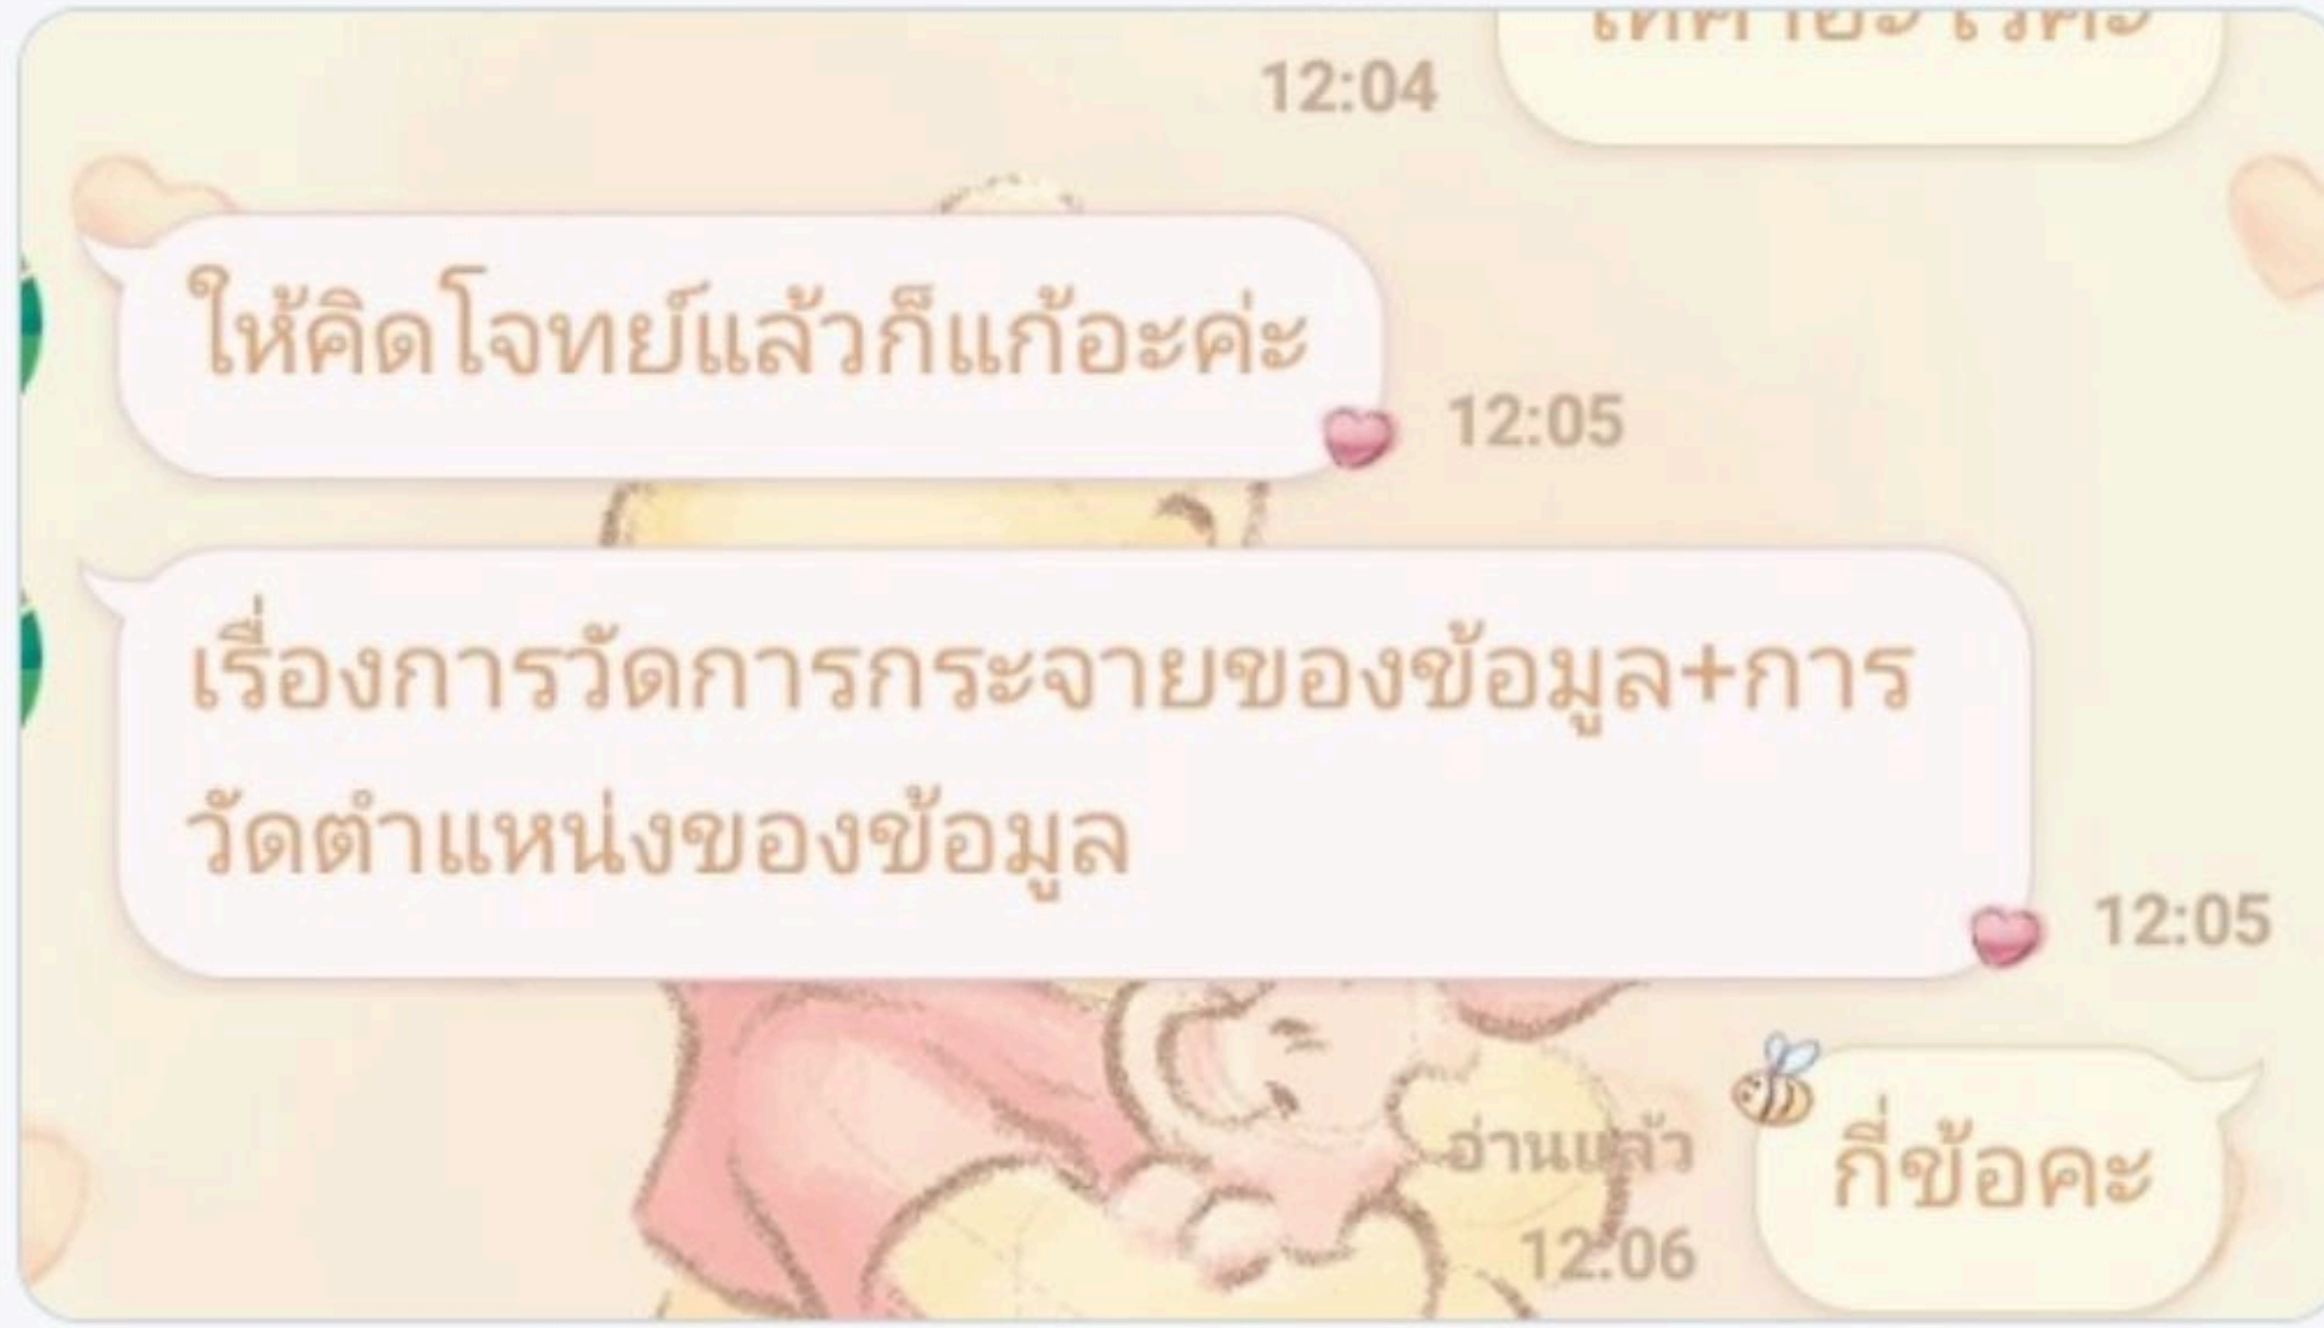 12:04
ให้คิดโจทย์แล้วก็แก้อะค่ะ
12:05
เรื่องการวัดการกระจายของข้อมูล+การ
วัดตำแหน่งของข้อมูล
12:05
กี่ข้อคะ
อ่านแล้ว
12:06